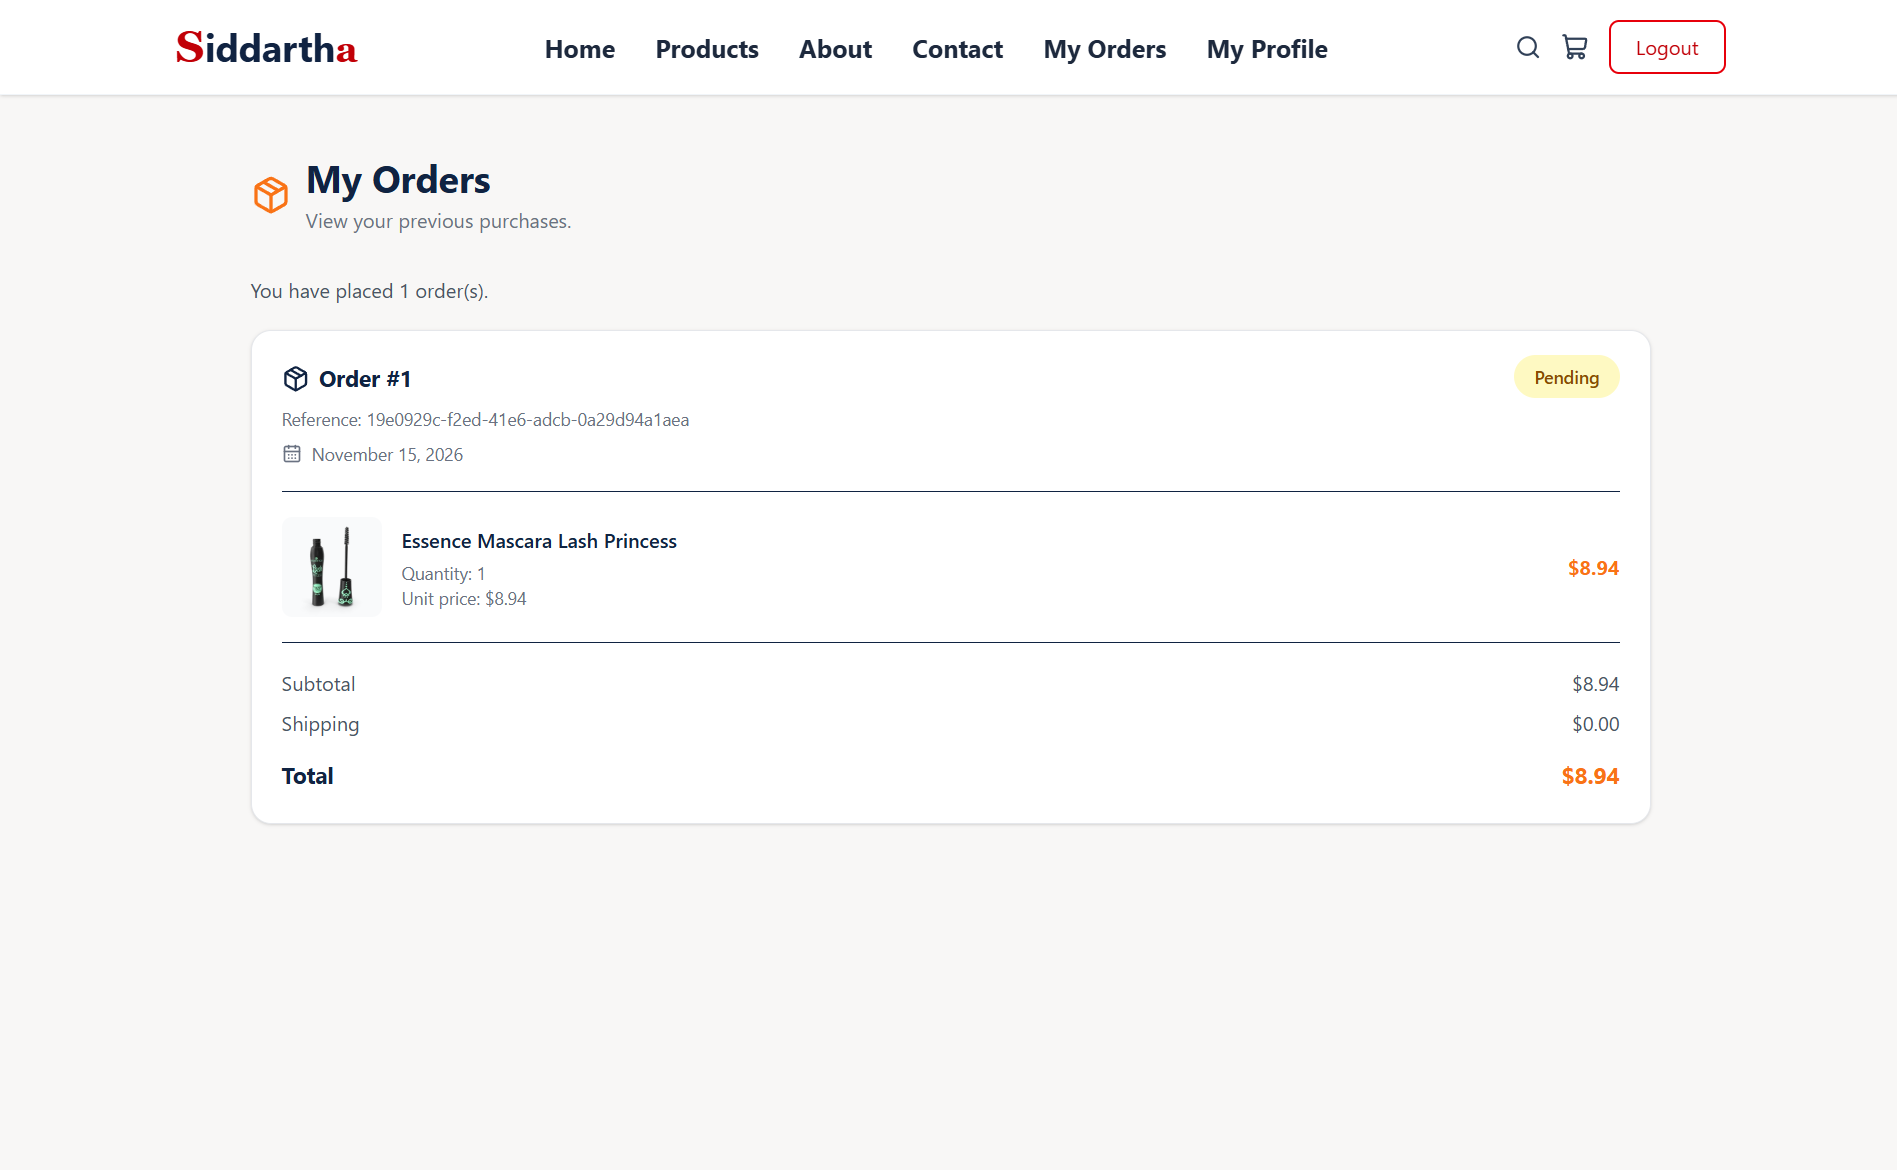 Siddartha
Home Products About Contact My Orders My Profile
Logout
My Orders
View your previous purchases.
You have placed 1 order(s).
Order #1
Pending
Reference: 19e0929c-f2ed-41e6-adcb-0a29d94a1aea
November 15, 2026
Essence Mascara Lash Princess
Quantity: 1
Unit price: $8.94
$8.94
Subtotal $8.94
Shipping $0.00
Total $8.94